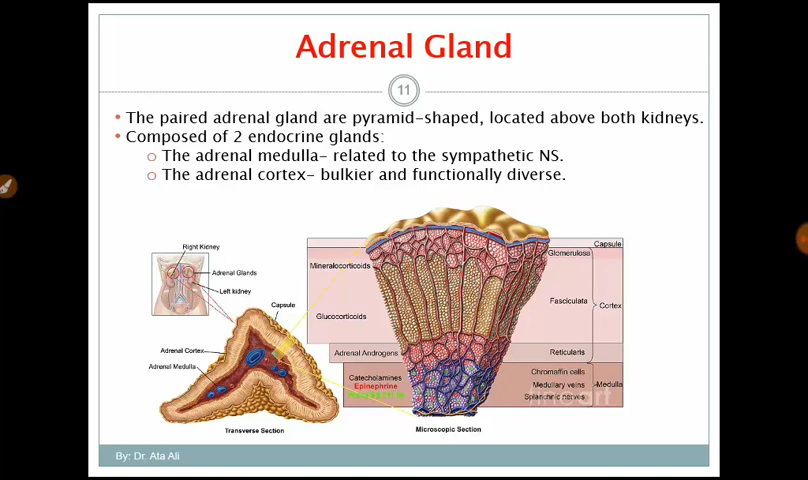 Adrenal Gland
11
• The paired adrenal gland are pyramid-shaped, located above both kidneys.
• Composed of 2 endocrine glands:
o The adrenal medulla- related to the sympathetic NS.
o The adrenal cortex- bulkier and functionally diverse.
Right Kidney
Adrenal Glands
Left kidney
Capsule
Adrenal Cortex
Adrenal Medulla
Transverse Section
Capsule
Mineralocorticoids
Glomerulosa
Glucocorticoids
Fasciculata
Cortex
Adrenal Androgens
Reticularis
Catecholamines
Epinephrine
Chromaffin cells
Medullary veins
Medulla
Splanchnic nerves
Microscopic Section
By: Dr. Ata Ali